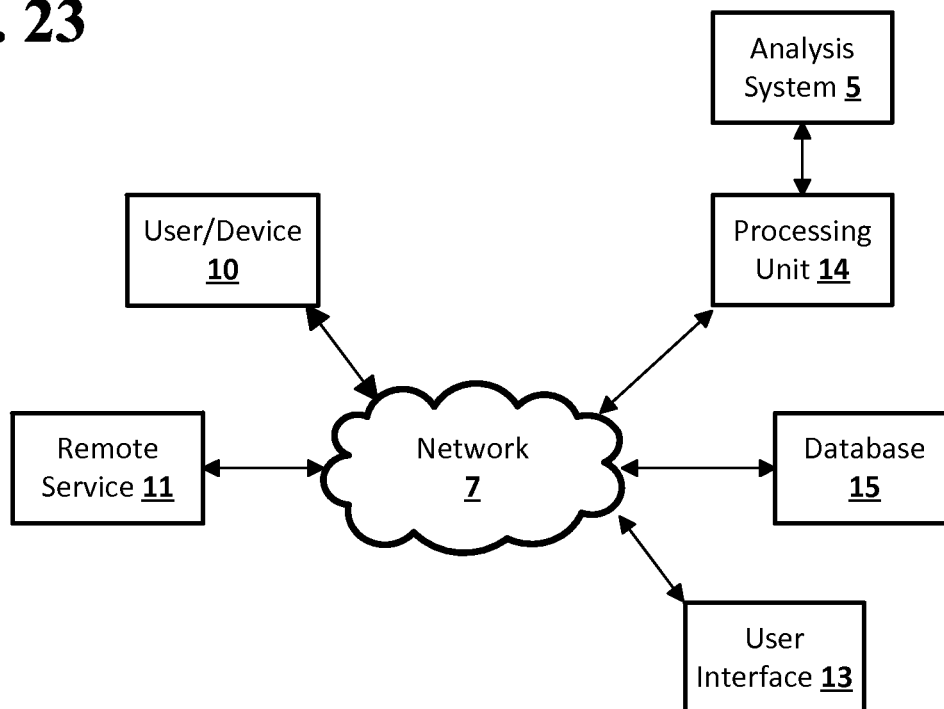 . 23
Analysis
System 5
User/Device
10
Processing
Unit 14
Remote
Service 11
Network
7
Database
15
User
Interface 13